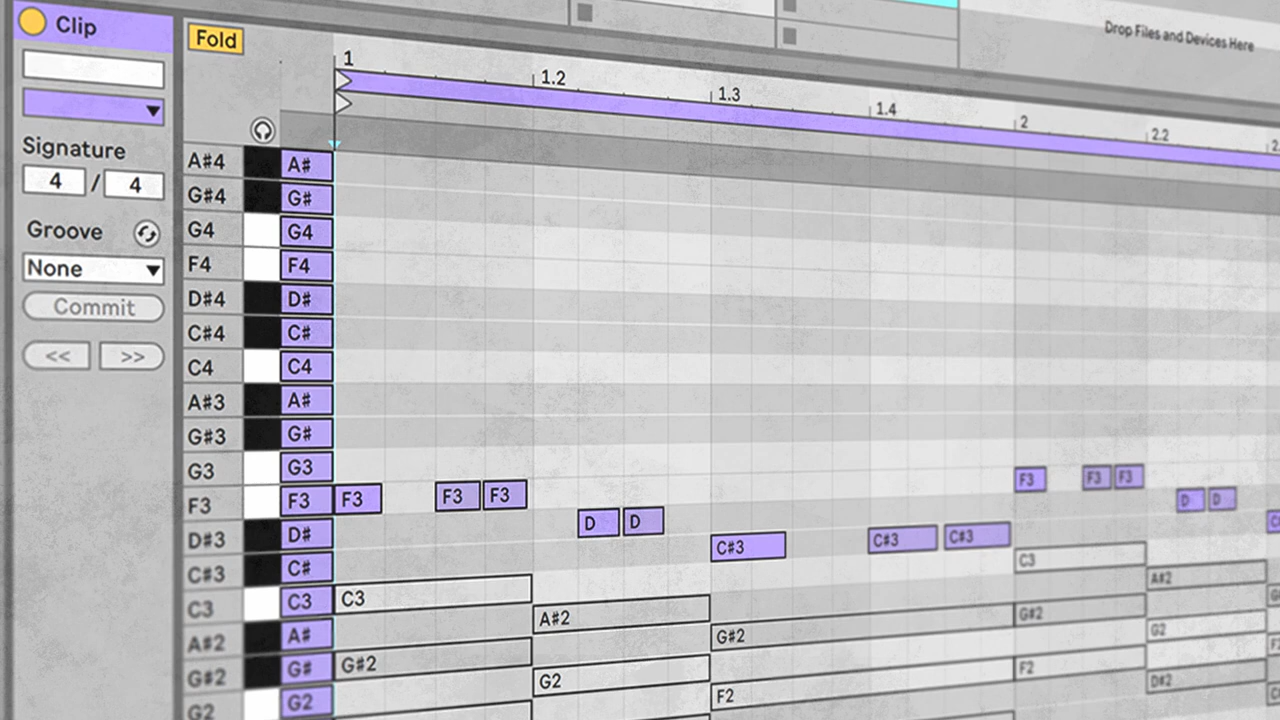 Clip
Fold
Drop Files and Devices Here
1 1.2 1.3 1.4 2 2.2
Signature
4 / 4
Groove
None
Commit
<< >>
A#4 A#
G#4 G#
G4 G4
F4 F4
D#4 D#
C#4 C#
C4 C4
A#3 A#
G#3 G#
G3 G3
F3 F3 F3 F3 F3 F3 F3 F3
D#3 D# D D D D
C#3 C# C#3 C#3 C#3
C3 C3 C3 C3
A#2 A# A#2 A#2
G#2 G# G#2 G#2 G#2
G2 G2 G2 G2
F2 F2 D#2